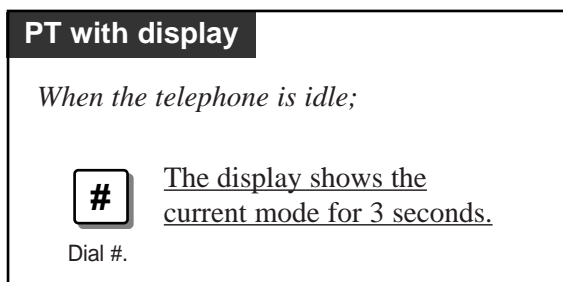 PT with display
When the telephone is idle;
#
The display shows the
current mode for 3 seconds.
Dial #.